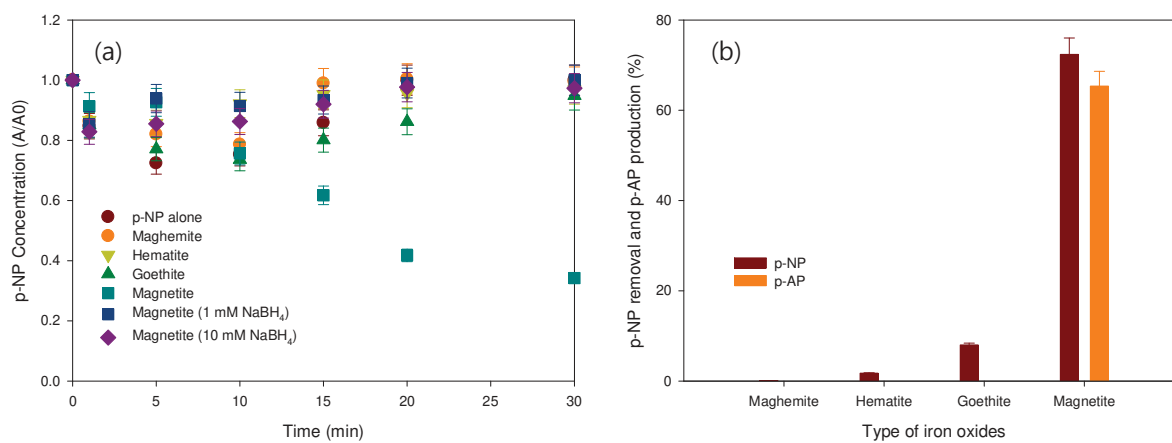 (a)
p-NP Concentration (A/A0)
1.2
1.0
0.8
0.6
0.4
0.2
0.0
p-NP alone
Maghemite
Hematite
Goethite
Magnetite
Magnetite (1 mM NaBH₄)
Magnetite (10 mM NaBH₄)
0 5 10 15 20 25 30
Time (min)
(b)
p-NP removal and p-AP production (%)
80
60
40
20
0
p-NP
p-AP
Maghemite Hematite Goethite Magnetite
Type of iron oxides